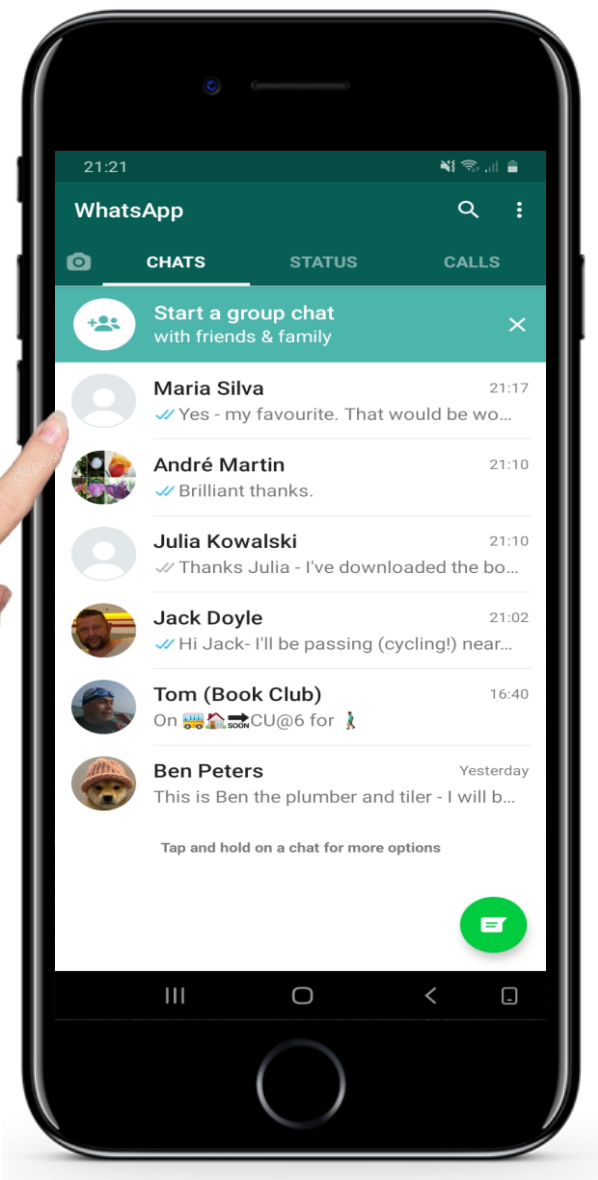 21:21
WhatsApp
CHATS STATUS CALLS
Start a group chat
with friends & family
Maria Silva 21:17
Yes - my favourite. That would be wo...
André Martin 21:10
Brilliant thanks.
Julia Kowalski 21:10
Thanks Julia - I've downloaded the bo...
Jack Doyle 21:02
Hi Jack- I'll be passing (cycling!) near...
Tom (Book Club) 16:40
On 🚌🏠🔜CU@6 for 🚶
Ben Peters Yesterday
This is Ben the plumber and tiler - I will b...
Tap and hold on a chat for more options